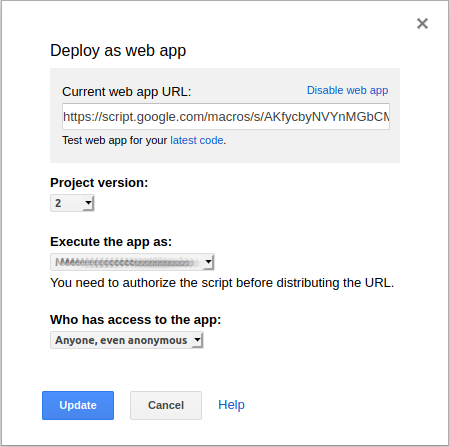 Deploy as web app
Current web app URL:
Disable web app
https://script.google.com/macros/s/AKfycbyNVYnMGbCM
Test web app for your latest code.
Project version:
2
Execute the app as:
You need to authorize the script before distributing the URL.
Who has access to the app:
Anyone, even anonymous
Update
Cancel
Help